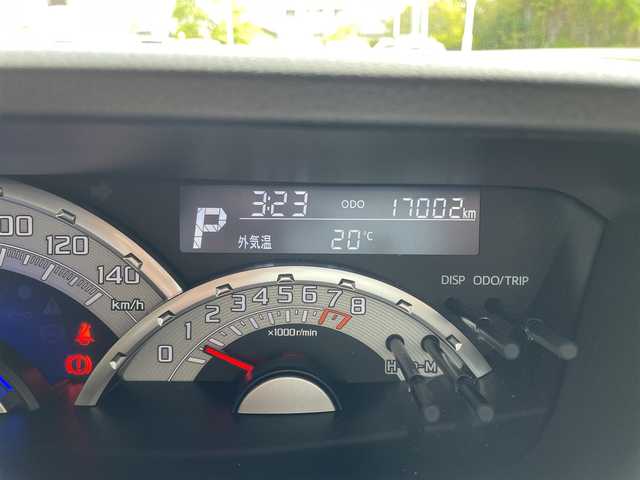 3:23 ODO 17002km
P
外気温 20℃
120
140
km/h
DISP ODO/TRIP
0 1 2 3 4 5 6 7 8
×1000r/min